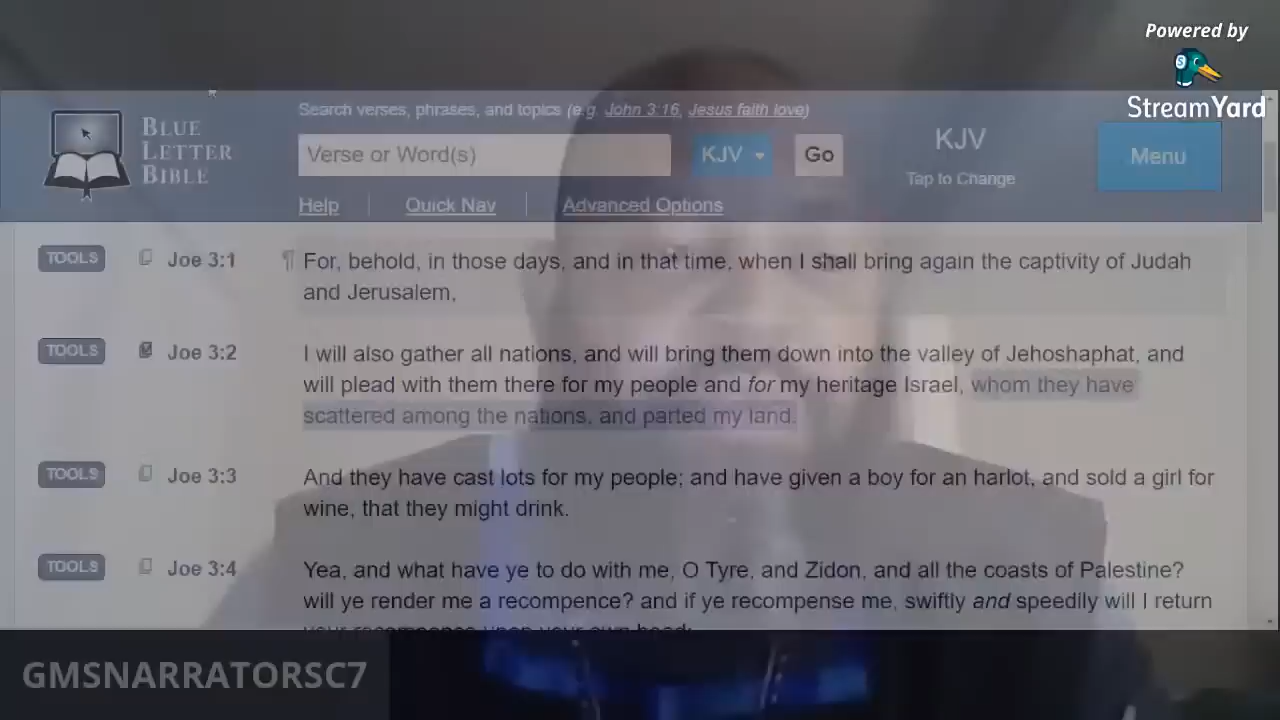 Powered by
StreamYard
BLUE
LETTER
BIBLE
Search verses, phrases, and topics (e.g. John 3:16, Jesus faith love)
Verse or Word(s)
KJV
Go
KJV
Tap to Change
Menu
Help
Quick Nav
Advanced Options
TOOLS Joe 3:1 ¶ For, behold, in those days, and in that time, when I shall bring again the captivity of Judah
and Jerusalem,
TOOLS Joe 3:2 I will also gather all nations, and will bring them down into the valley of Jehoshaphat, and
will plead with them there for my people and for my heritage Israel, whom they have
scattered among the nations, and parted my land.
TOOLS Joe 3:3 And they have cast lots for my people; and have given a boy for an harlot, and sold a girl for
wine, that they might drink.
TOOLS Joe 3:4 Yea, and what have ye to do with me, O Tyre, and Zidon, and all the coasts of Palestine?
will ye render me a recompence? and if ye recompense me, swiftly and speedily will I return
your recompence upon your own head;
GMSNARRATORSC7